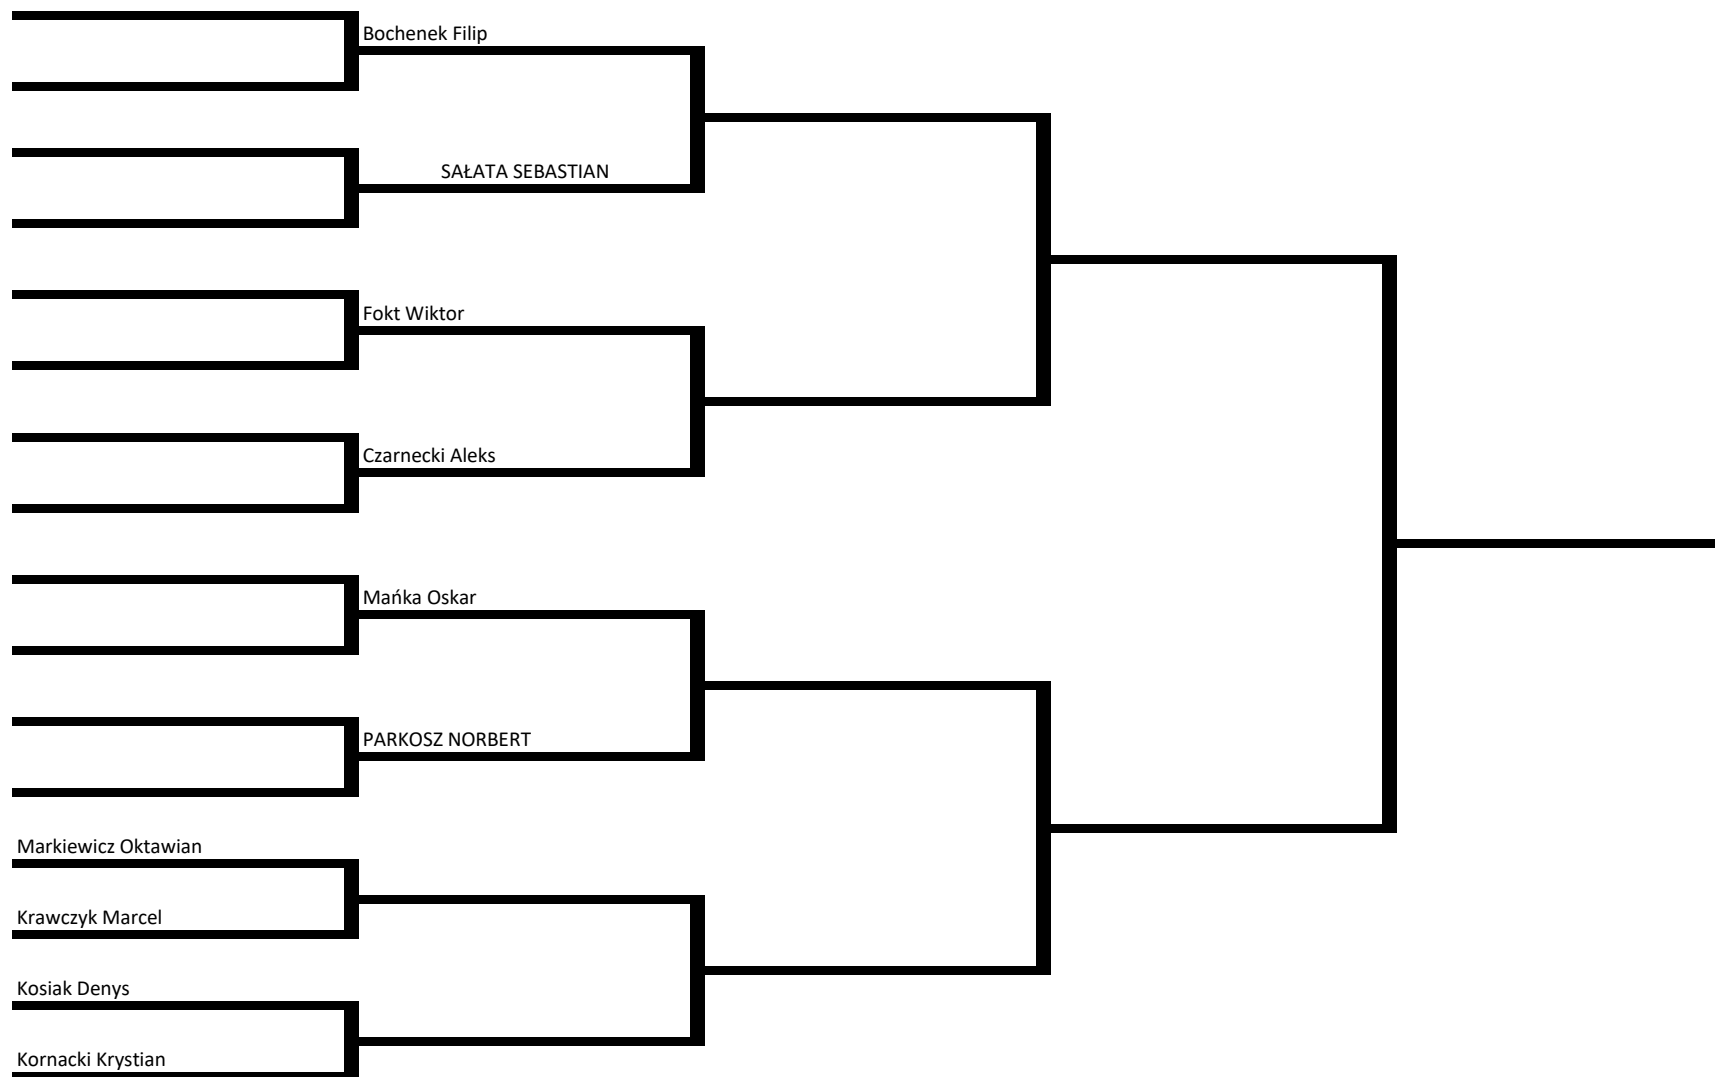 Bochenek Filip
SAŁATA SEBASTIAN
Fokt Wiktor
Czarnecki Aleks
Mańka Oskar
PARKOSZ NORBERT
Markiewicz Oktawian
Krawczyk Marcel
Kosiak Denys
Kornacki Krystian